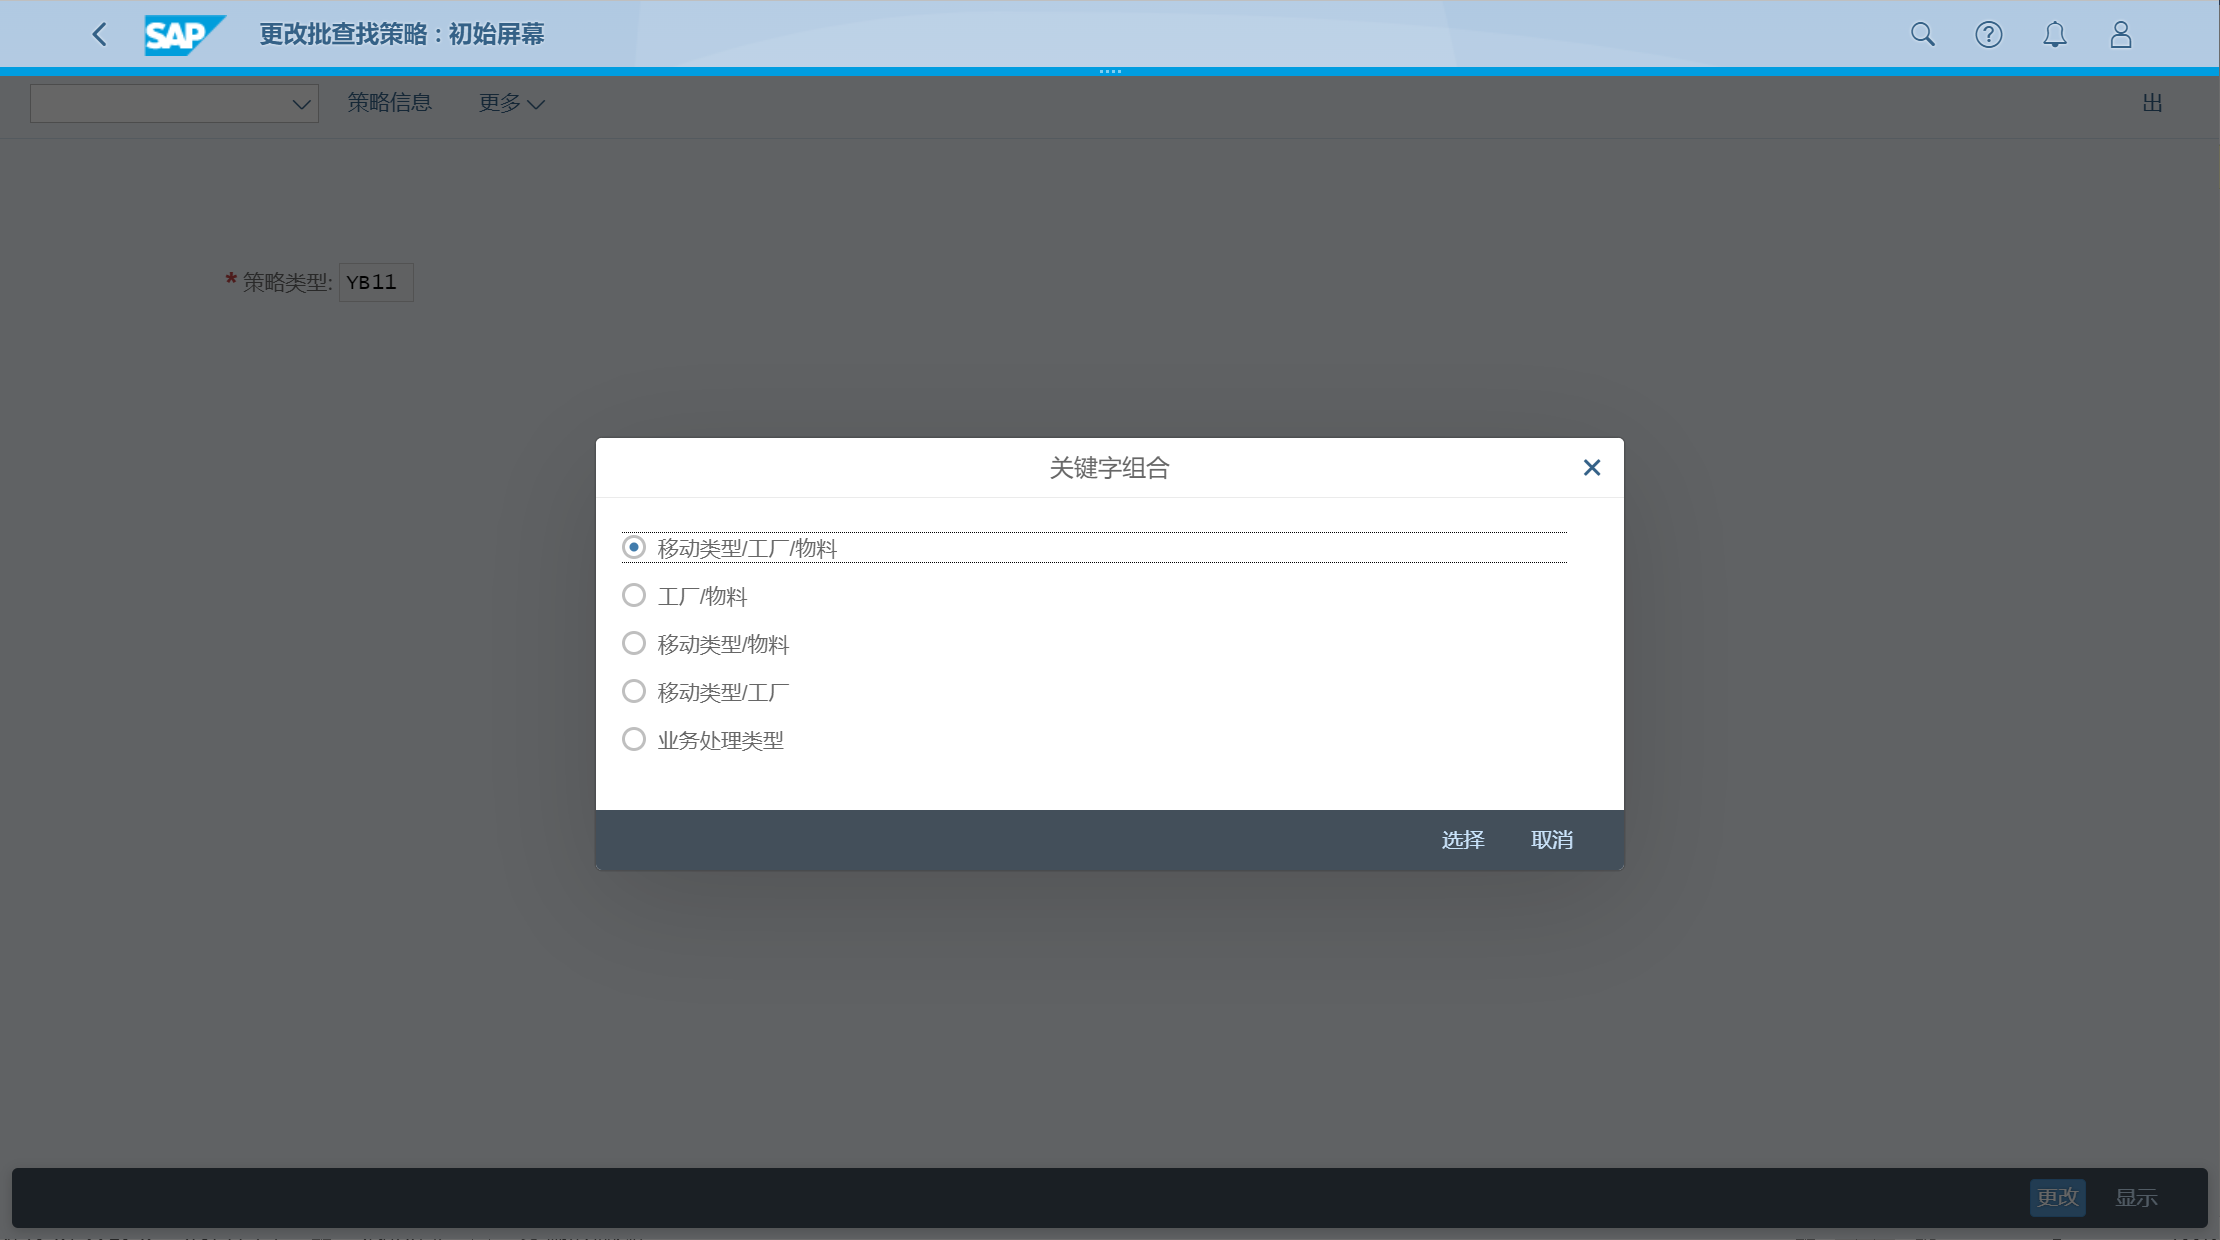 SAP 更改批查找策略 : 初始屏幕
策略信息 更多 出
* 策略类型: YB11
关键字组合
移动类型/工厂/物料
工厂/物料
移动类型/物料
移动类型/工厂
业务处理类型
选择 取消
更改 显示